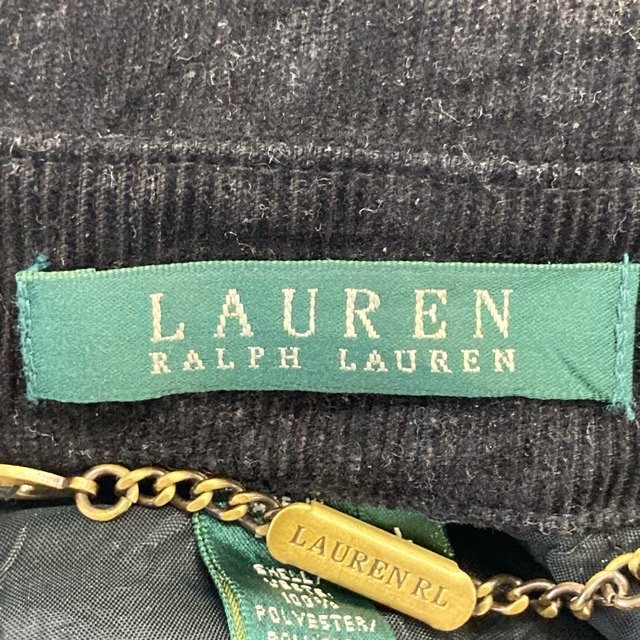 LAUREN
RALPH LAUREN
LAUREN RL
SHELL/
100%
POLYESTER/